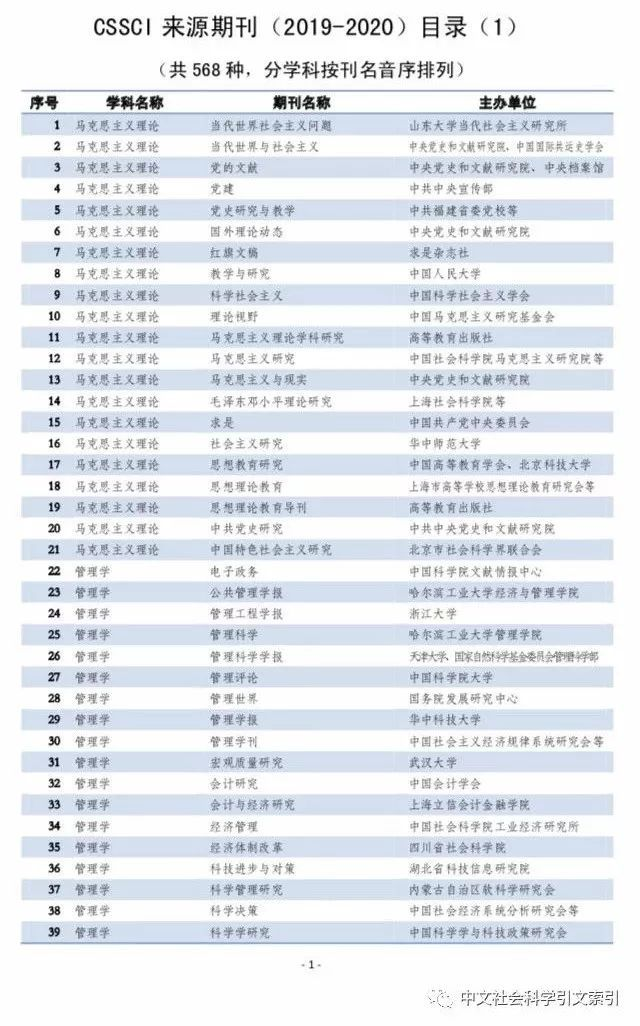 CSSCI 来源期刊（2019-2020）目录（1）
（共 568 种，分学科按刊名音序排列）
序号 学科名称 期刊名称 主办单位
1 马克思主义理论 当代世界社会主义问题 山东大学当代社会主义研究所
2 马克思主义理论 当代世界与社会主义 中央党史和文献研究院、中国国际共运史学会
3 马克思主义理论 党的文献 中央党史和文献研究院、中央档案馆
4 马克思主义理论 党建 中共中央宣传部
5 马克思主义理论 党史研究与教学 中共福建省委党校等
6 马克思主义理论 国外理论动态 中央党史和文献研究院
7 马克思主义理论 红旗文稿 求是杂志社
8 马克思主义理论 教学与研究 中国人民大学
9 马克思主义理论 科学社会主义 中国科学社会主义学会
10 马克思主义理论 理论视野 中国马克思主义研究基金会
11 马克思主义理论 马克思主义理论学科研究 高等教育出版社
12 马克思主义理论 马克思主义研究 中国社会科学院马克思主义研究院等
13 马克思主义理论 马克思主义与现实 中央党史和文献研究院
14 马克思主义理论 毛泽东邓小平理论研究 上海社会科学院等
15 马克思主义理论 求是 中国共产党中央委员会
16 马克思主义理论 社会主义研究 华中师范大学
17 马克思主义理论 思想教育研究 中国高等教育学会、北京科技大学
18 马克思主义理论 思想理论教育 上海市高等学校思想理论教育研究会等
19 马克思主义理论 思想理论教育导刊 高等教育出版社
20 马克思主义理论 中共党史研究 中共中央党史和文献研究院
21 马克思主义理论 中国特色社会主义研究 北京市社会科学界联合会
22 管理学 电子政务 中国科学院文献情报中心
23 管理学 公共管理学报 哈尔滨工业大学经济与管理学院
24 管理学 管理工程学报 浙江大学
25 管理学 管理科学 哈尔滨工业大学管理学院
26 管理学 管理科学学报 天津大学、国家自然科学基金委员会管理科学部
27 管理学 管理评论 中国科学院大学
28 管理学 管理世界 国务院发展研究中心
29 管理学 管理学报 华中科技大学
30 管理学 管理学刊 中国社会主义经济规律系统研究会等
31 管理学 宏观质量研究 武汉大学
32 管理学 会计研究 中国会计学会
33 管理学 会计与经济研究 上海立信会计金融学院
34 管理学 经济管理 中国社会科学院工业经济研究所
35 管理学 经济体制改革 四川省社会科学院
36 管理学 科技进步与对策 湖北省科技信息研究院
37 管理学 科学管理研究 内蒙古自治区软科学研究会
38 管理学 科学决策 中国社会经济系统分析研究会等
39 管理学 科学学研究 中国科学学与科技政策研究会
- 1 -
中文社会科学引文索引